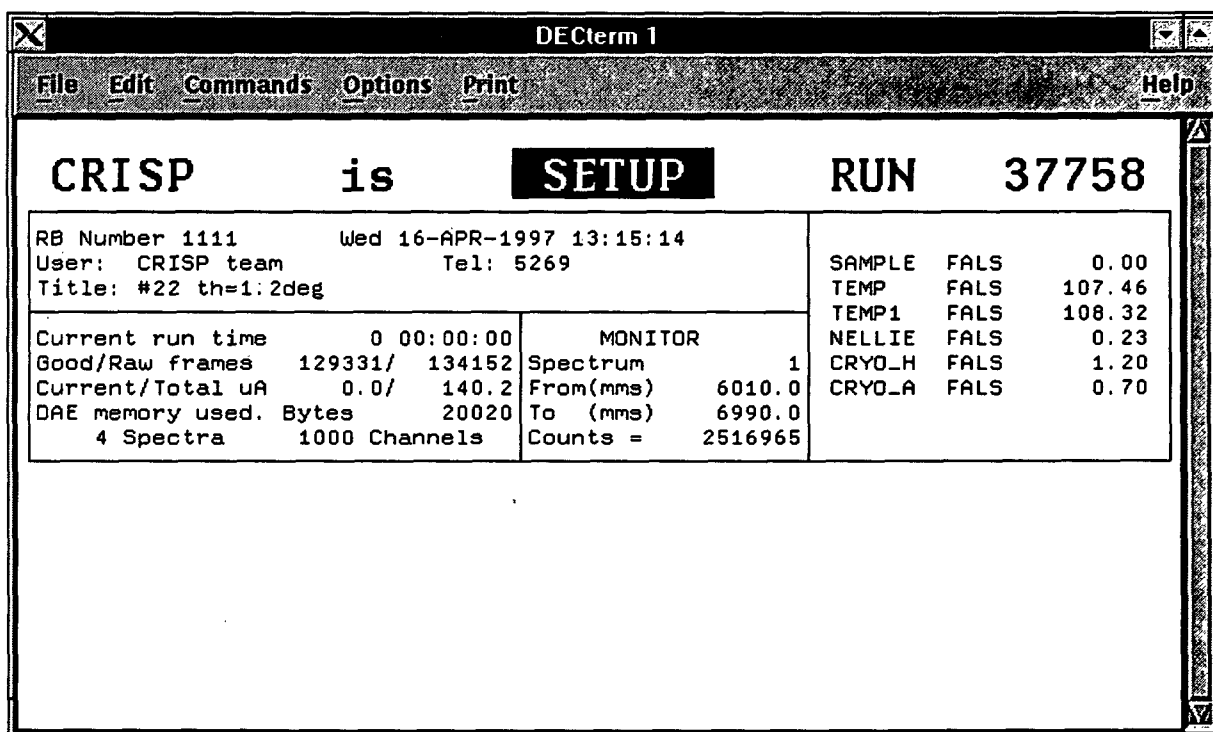 DECterm 1
File Edit Commands Options Print Help
CRISP is SETUP RUN 37758
RB Number 1111 Wed 16-APR-1997 13:15:14
User: CRISP team Tel: 5269
Title: #22 th=1.2deg
Current run time 0 00:00:00
Good/Raw frames 129331/ 134152
Current/Total uA 0.0/ 140.2
DAE memory used. Bytes 20020
4 Spectra 1000 Channels
MONITOR
Spectrum 1
From(mms) 6010.0
To (mms) 6990.0
Counts = 2516965
SAMPLE FALS 0.00
TEMP FALS 107.46
TEMP1 FALS 108.32
NELLIE FALS 0.23
CRYO_H FALS 1.20
CRYO_A FALS 0.70